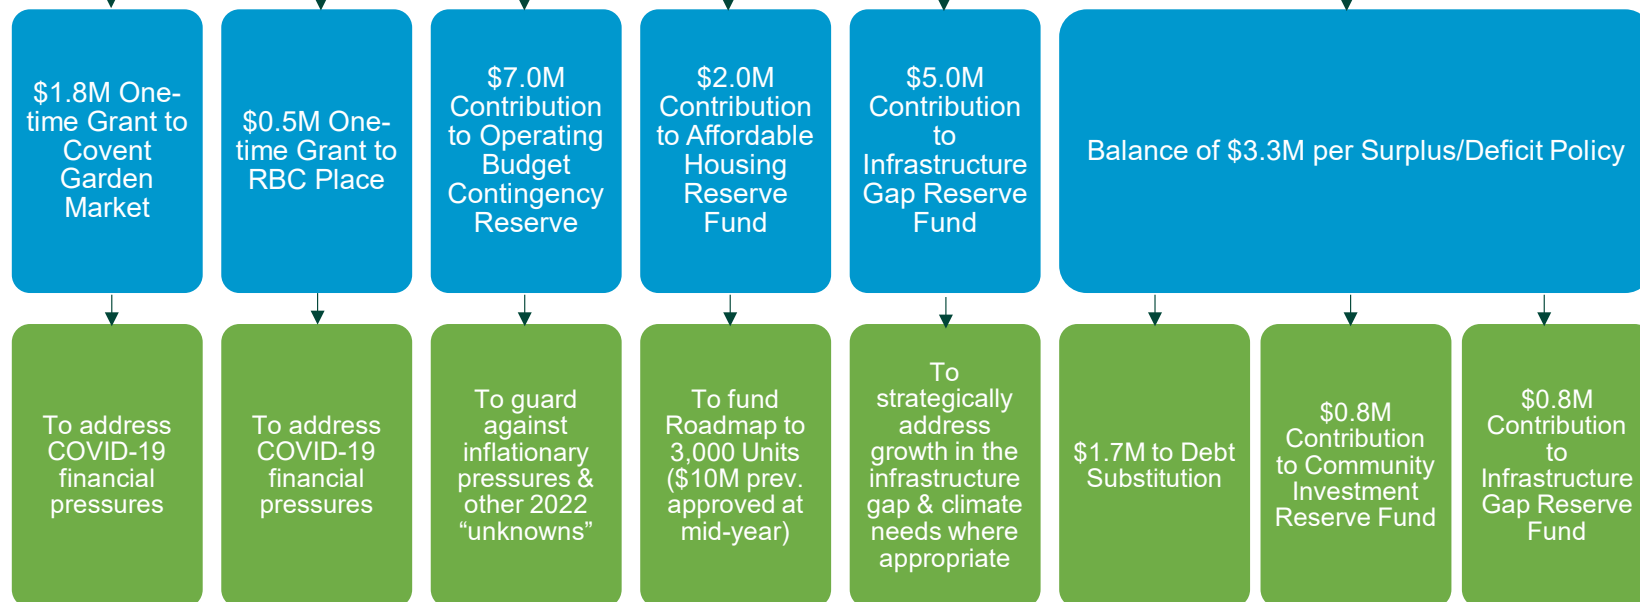 $1.8M One-
time Grant to
Covent
Garden
Market
$0.5M One-
time Grant to
RBC Place
$7.0M
Contribution
to Operating
Budget
Contingency
Reserve
$2.0M
Contribution
to Affordable
Housing
Reserve
Fund
$5.0M
Contribution
to
Infrastructure
Gap Reserve
Fund
Balance of $3.3M per Surplus/Deficit Policy
To address
COVID-19
financial
pressures
To address
COVID-19
financial
pressures
To guard
against
inflationary
pressures &
other 2022
“unknowns”
To fund
Roadmap to
3,000 Units
($10M prev.
approved at
mid-year)
To
strategically
address
growth in the
infrastructure
gap & climate
needs where
appropriate
$1.7M to Debt
Substitution
$0.8M
Contribution
to Community
Investment
Reserve Fund
$0.8M
Contribution
to
Infrastructure
Gap Reserve
Fund